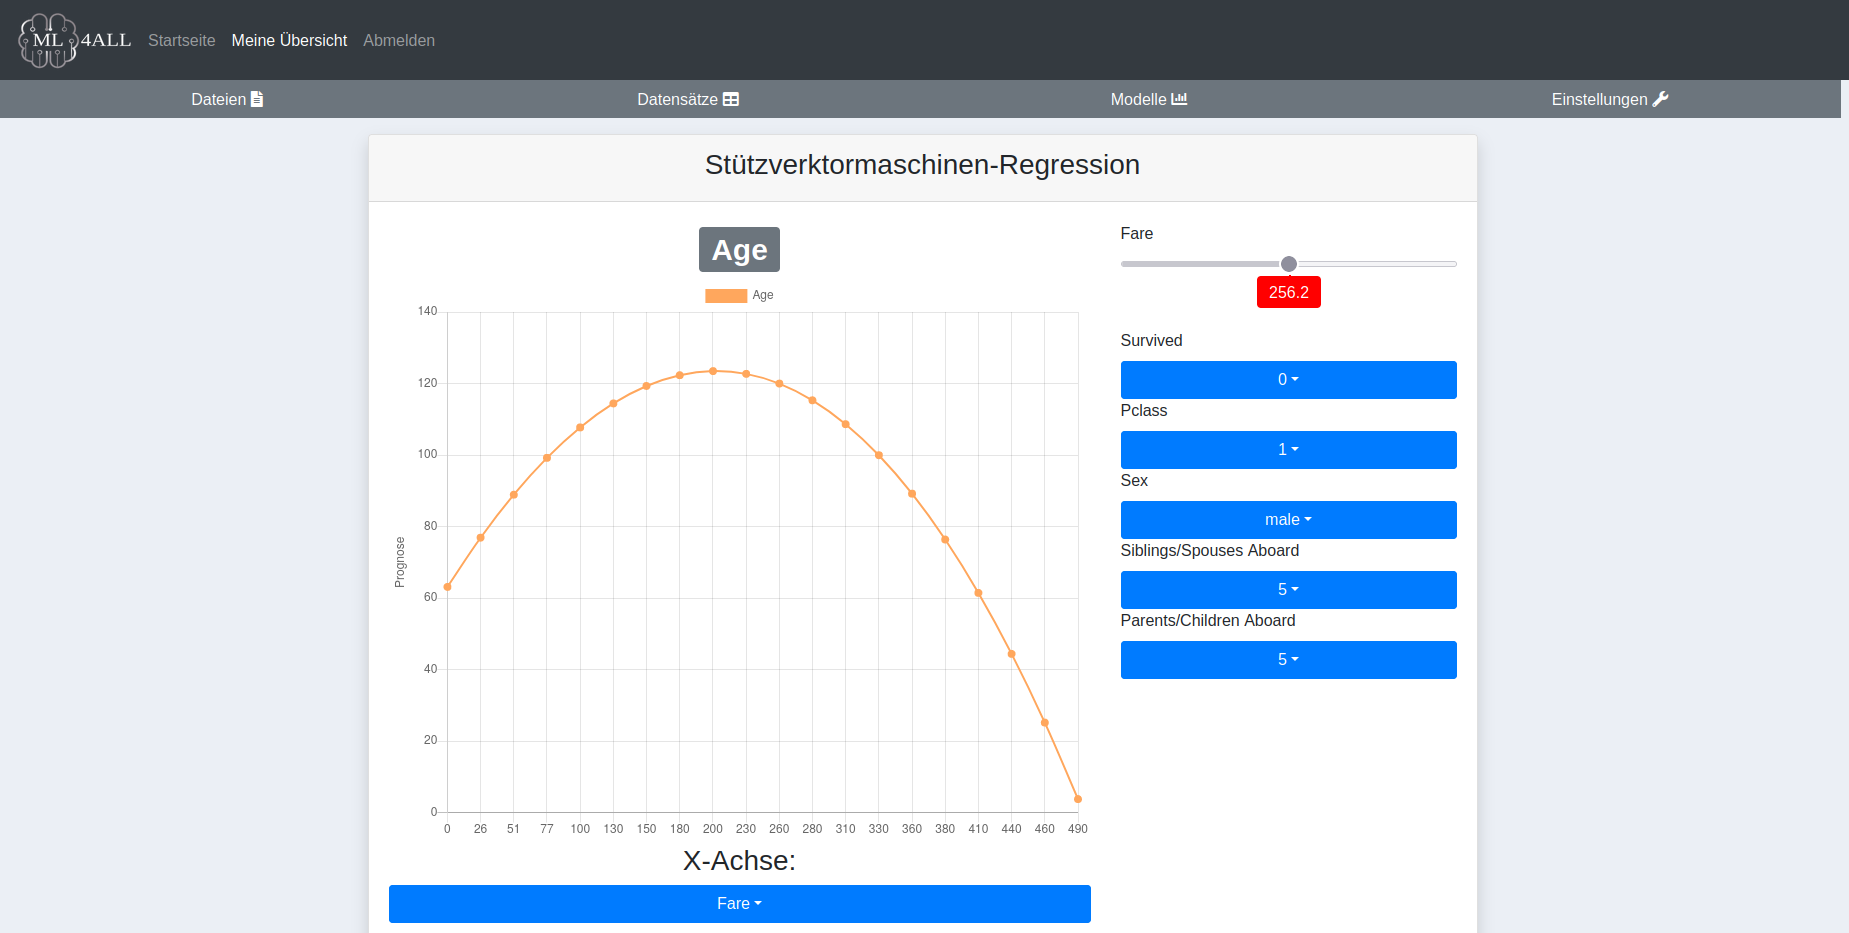 ML 4ALL Startseite Meine Übersicht Abmelden
Dateien Datensätze Modelle Einstellungen
Stützverktormaschinen-Regression
Age
Age
140
120
100
80
60
40
20
0
Prognose
0 26 51 77 100 130 150 180 200 230 260 280 310 330 360 380 410 440 460 490
X-Achse:
Fare
Fare
256.2
Survived
0
Pclass
1
Sex
male
Siblings/Spouses Aboard
5
Parents/Children Aboard
5